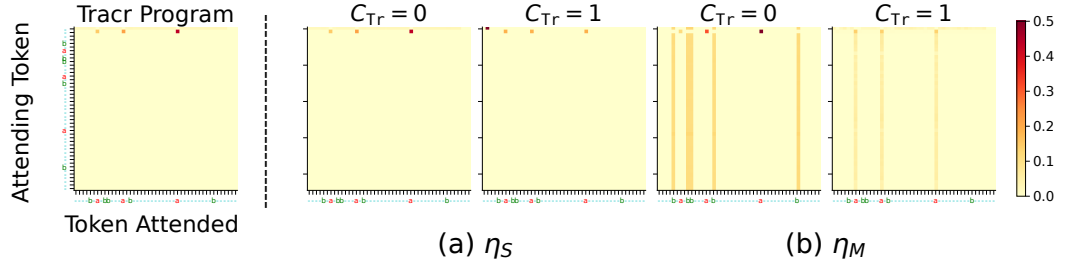 Tracr Program
C_Tr = 0
C_Tr = 1
C_Tr = 0
C_Tr = 1
Attending Token
b
a
b
b
a
b
a
b
b a b b a b a b
b a b b a b a b
b a b b a b a b
b a b b a b a b
b a b b a b a b
0.5
0.4
0.3
0.2
0.1
0.0
Token Attended
(a) η_S
(b) η_M